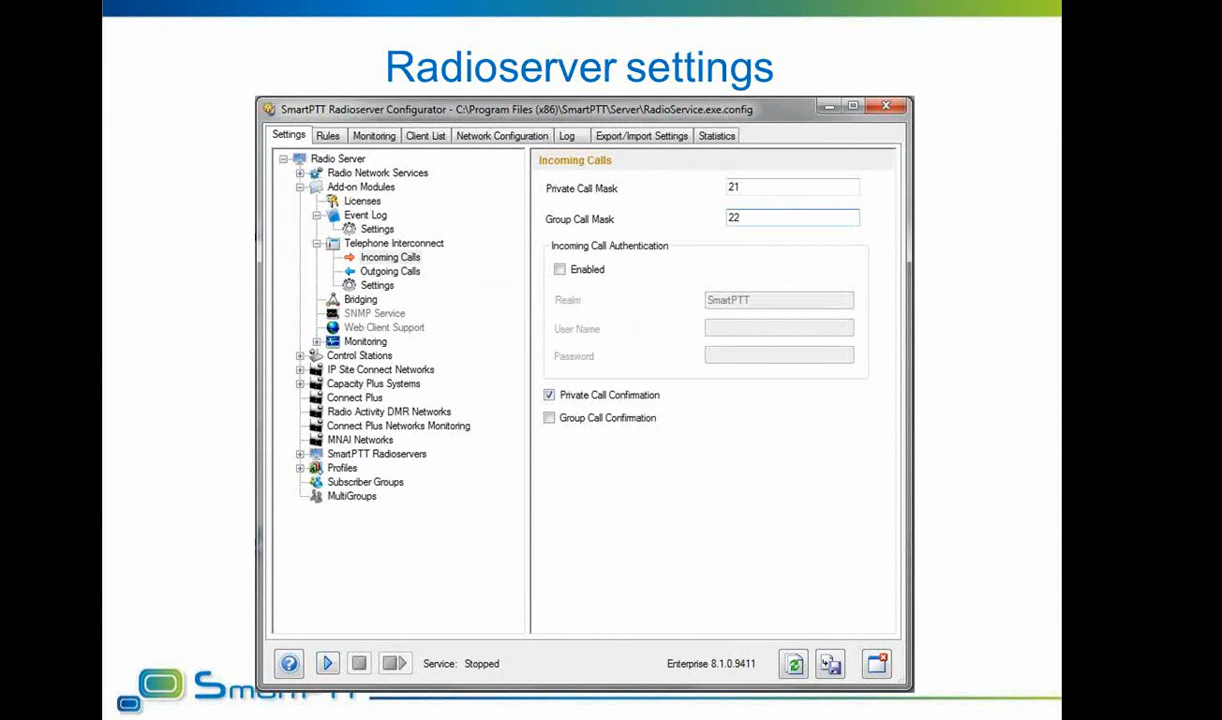 Radioserver settings
SmartPTT Radioserver Configurator - C:\Program Files (x86)\SmartPTT\Server\RadioService.exe.config
Settings Rules Monitoring Client List Network Configuration Log Export/Import Settings Statistics
Radio Server
Radio Network Services
Add-on Modules
Licenses
Event Log
Settings
Telephone Interconnect
Incoming Calls
Outgoing Calls
Settings
Bridging
SNMP Service
Web Client Support
Monitoring
Control Stations
IP Site Connect Networks
Capacity Plus Systems
Connect Plus
Radio Activity DMR Networks
Connect Plus Networks Monitoring
MNAI Networks
SmartPTT Radioservers
Profiles
Subscriber Groups
MultiGroups
Incoming Calls
Private Call Mask 21
Group Call Mask 22
Incoming Call Authentication
Enabled
Realm SmartPTT
User Name
Password
Private Call Confirmation
Group Call Confirmation
Service: Stopped Enterprise 8.1.0.9411
SmartPTT